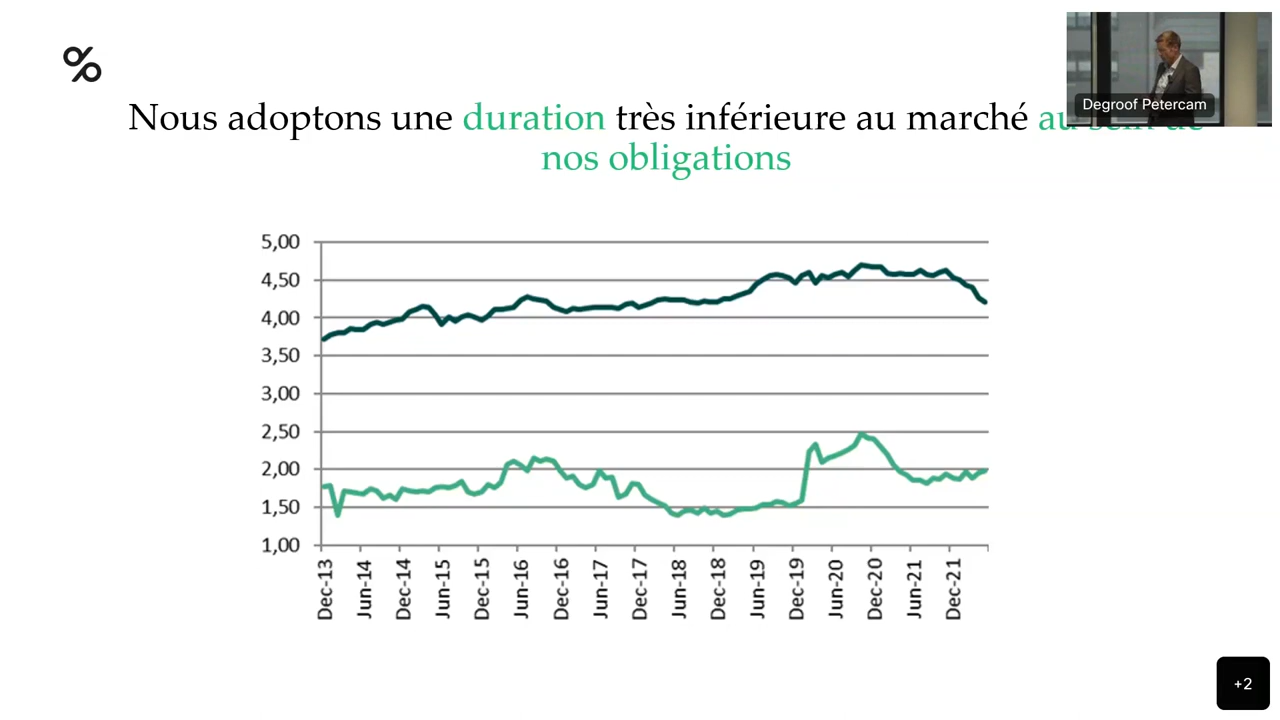 %
Nous adoptons une duration très inférieure au marché au sein de
nos obligations
Degroof Petercam
5,00
4,50
4,00
3,50
3,00
2,50
2,00
1,50
1,00
Dec-13
Jun-14
Dec-14
Jun-15
Dec-15
Jun-16
Dec-16
Jun-17
Dec-17
Jun-18
Dec-18
Jun-19
Dec-19
Jun-20
Dec-20
Jun-21
Dec-21
+2